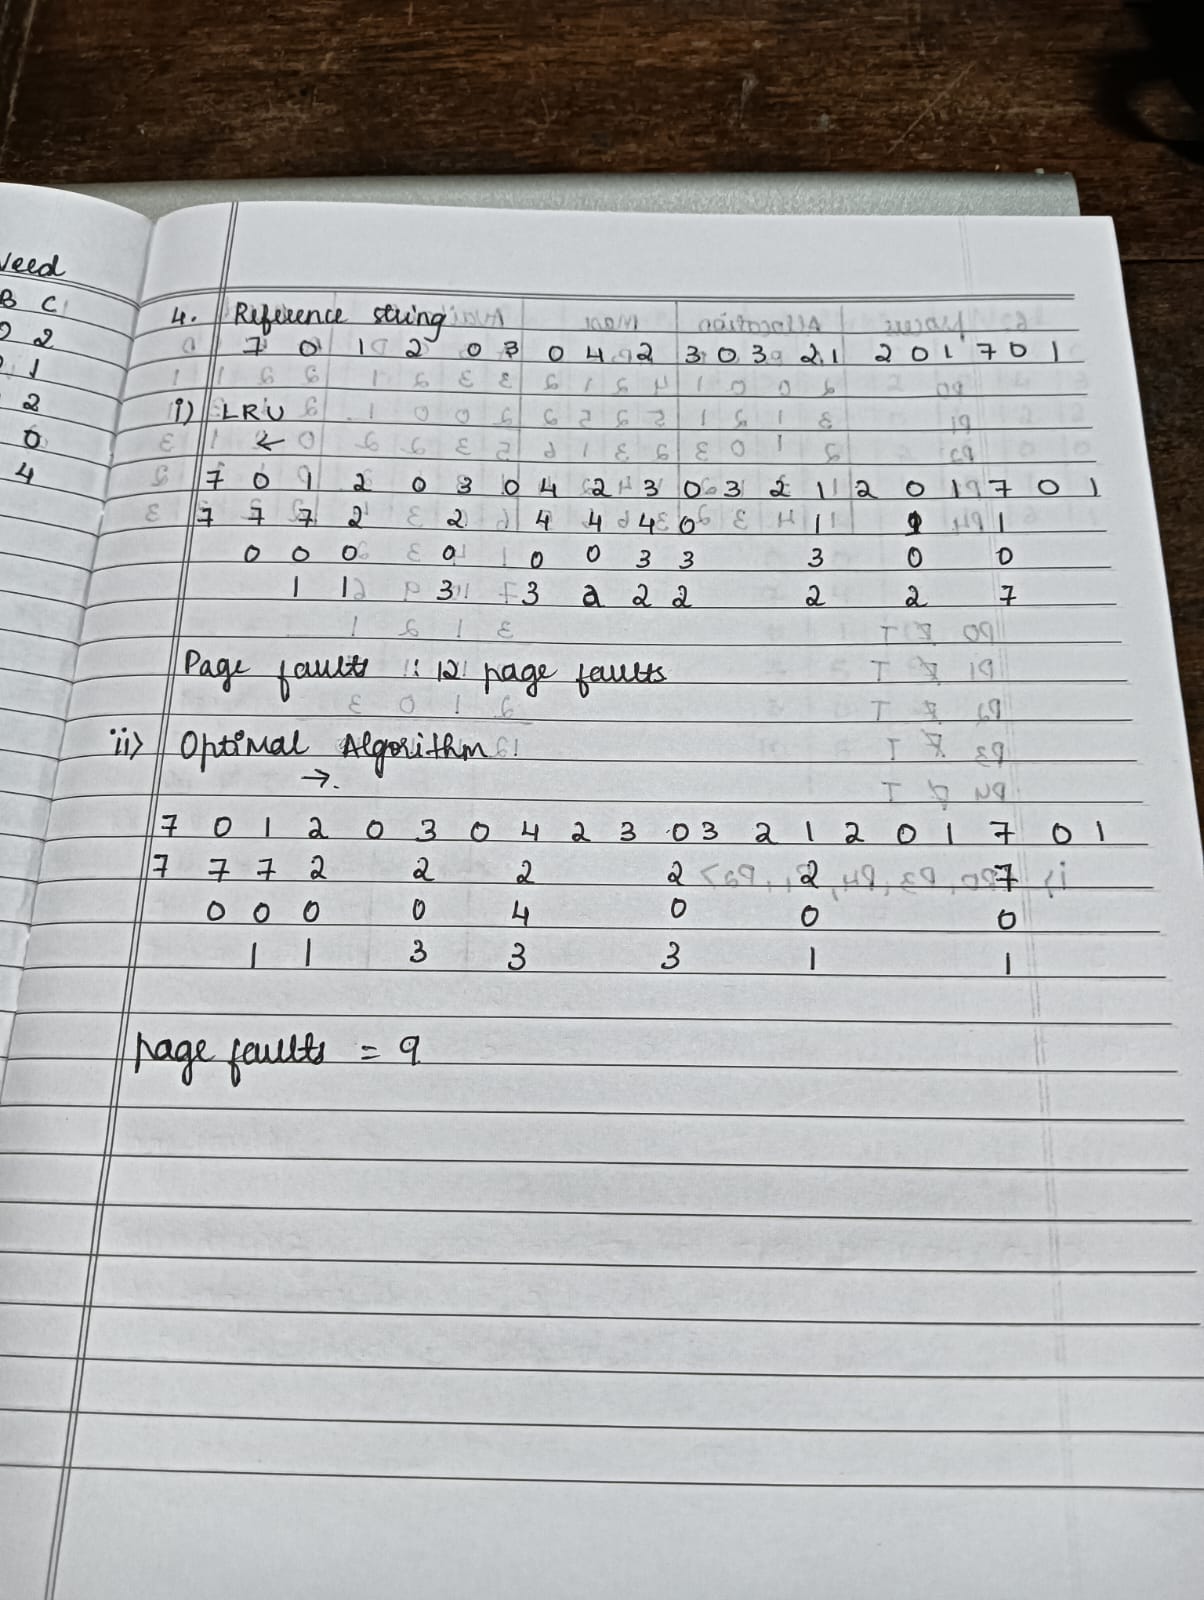 Need
B C
2 2
1
2
0
4
4. Reference string
7 0 1 2 0 3 0 4 2 3 0 3 2 1 2 0 1 7 0 1
i) LRU
←
7 0 1 2 0 3 0 4 2 3 0 3 2 1 2 0 1 7 0 1
7 7 7 2 2 4 4 4 0 1 1 1
0 0 0 0 0 0 3 3 3 0 0
1 1 3 3 2 2 2 2 2 7
Page faults : 12 page faults
ii) Optimal Algorithm
→.
7 0 1 2 0 3 0 4 2 3 0 3 2 1 2 0 1 7 0 1
7 7 7 2 2 2 2 2 7
0 0 0 0 4 0 0 0
1 1 3 3 3 1 1
page faults = 9